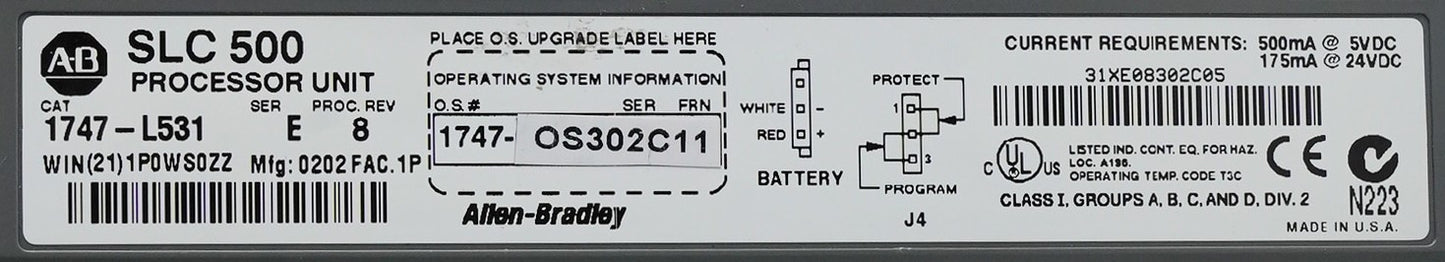 A-B
SLC 500
PROCESSOR UNIT
CAT SER PROC. REV
1747-L531 E 8
WIN(21)1P0WS0ZZ Mfg: 0202 FAC.1P
PLACE O.S. UPGRADE LABEL HERE
OPERATING SYSTEM INFORMATION
O.S.# SER FRN
1747- OS302C11
Allen-Bradley
WHITE -
RED +
BATTERY
PROTECT
1
3
PROGRAM
J4
CURRENT REQUIREMENTS: 500mA @ 5VDC
175mA @ 24VDC
31XE08302C05
C UL US
LISTED IND. CONT. EQ. FOR HAZ.
LOC. A196.
OPERATING TEMP. CODE T3C
CE
N223
CLASS I, GROUPS A, B, C, AND D, DIV. 2
MADE IN U.S.A.